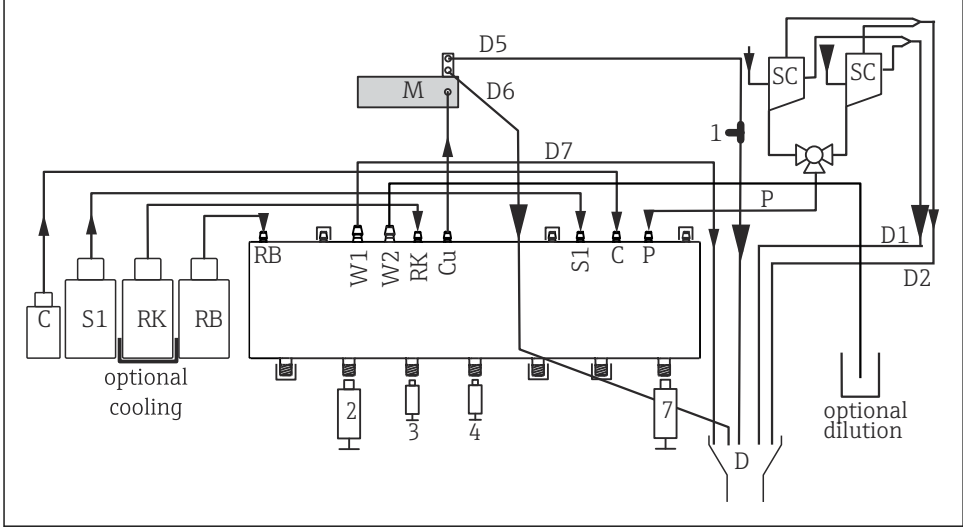 D5
SC
SC
M
D6
1
D7
P
RB
W1
W2
RK
Cu
S1
C
P
D1
D2
C
S1
RK
RB
optional
cooling
2
3
4
7
D
optional
dilution